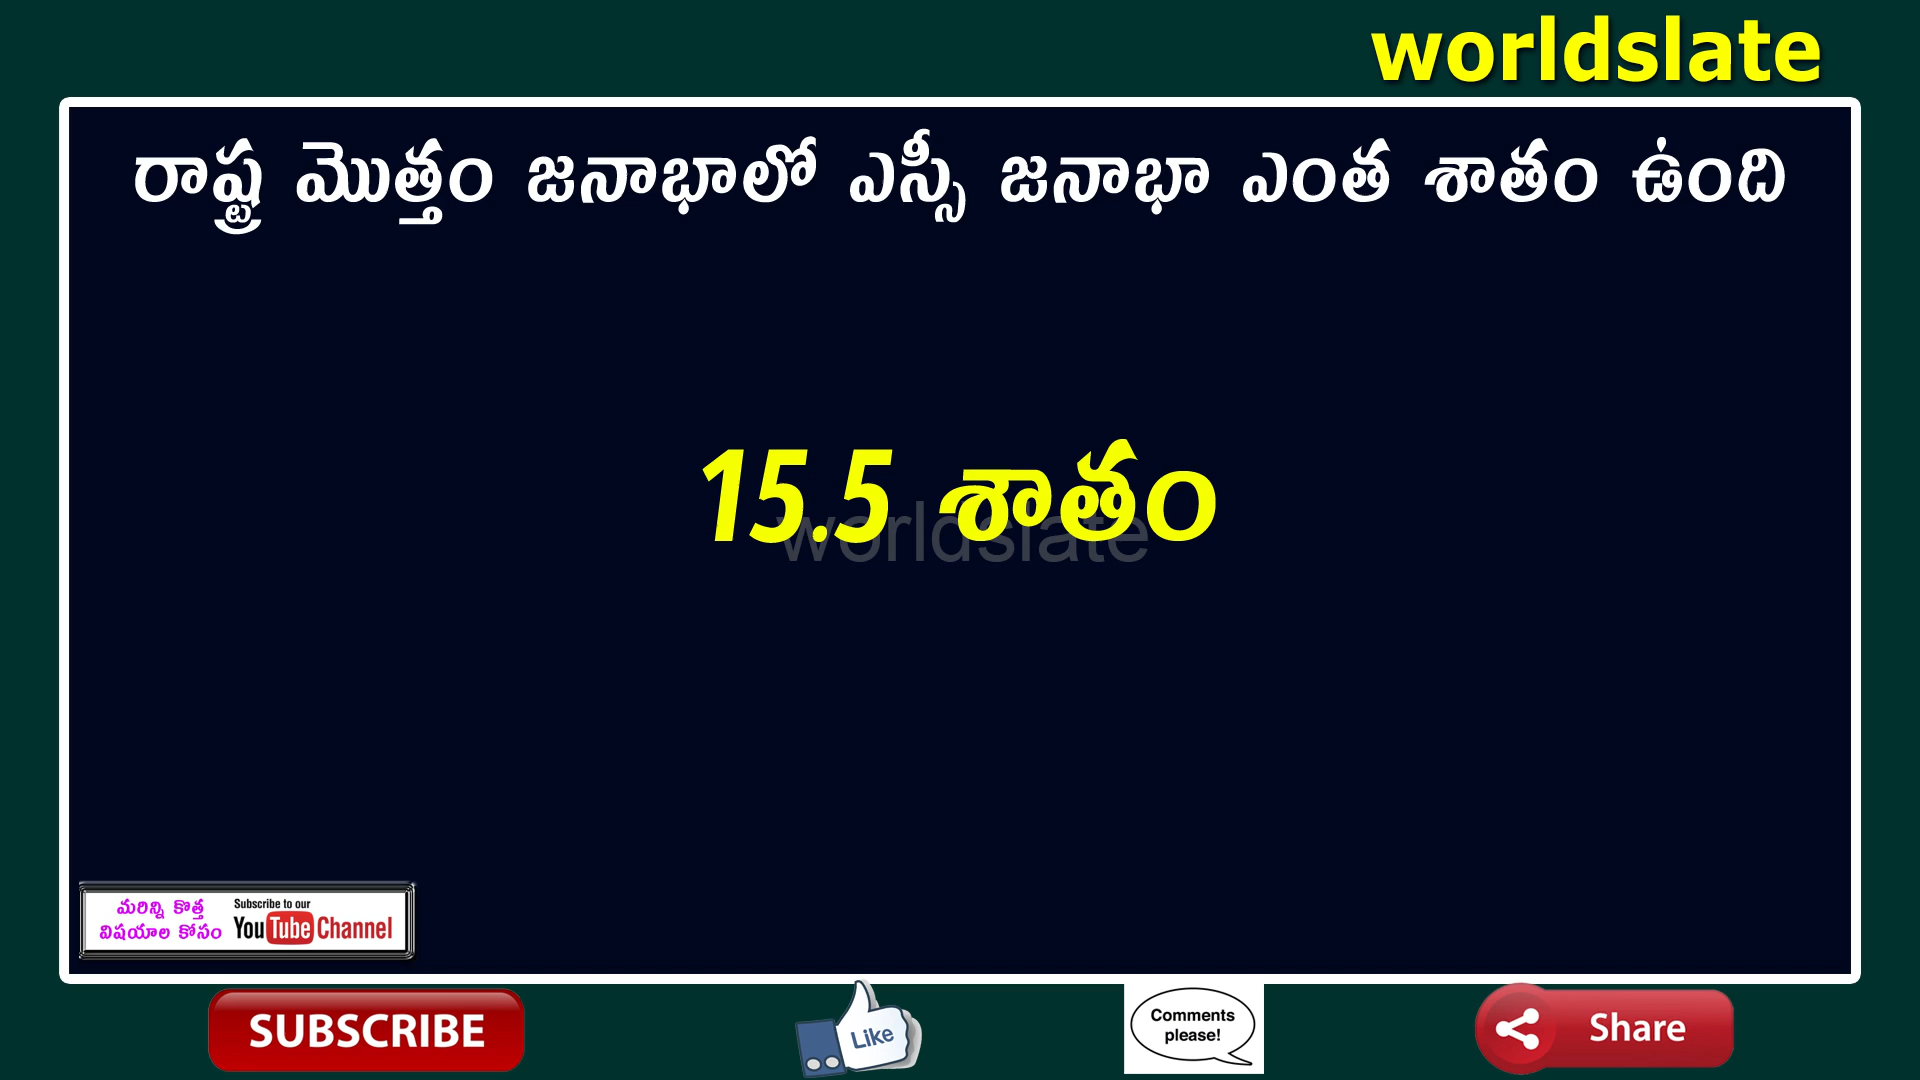 worldslate
రాష్ట్ర మొత్తం జనాభాలో ఎస్సీ జనాభా ఎంత శాతం ఉంది
15.5 శాతం
worldslate
మరిన్ని కొత్త
విషయాల కోసం
Subscribe to our
YouTube Channel
SUBSCRIBE
Like
Comments
please!
Share